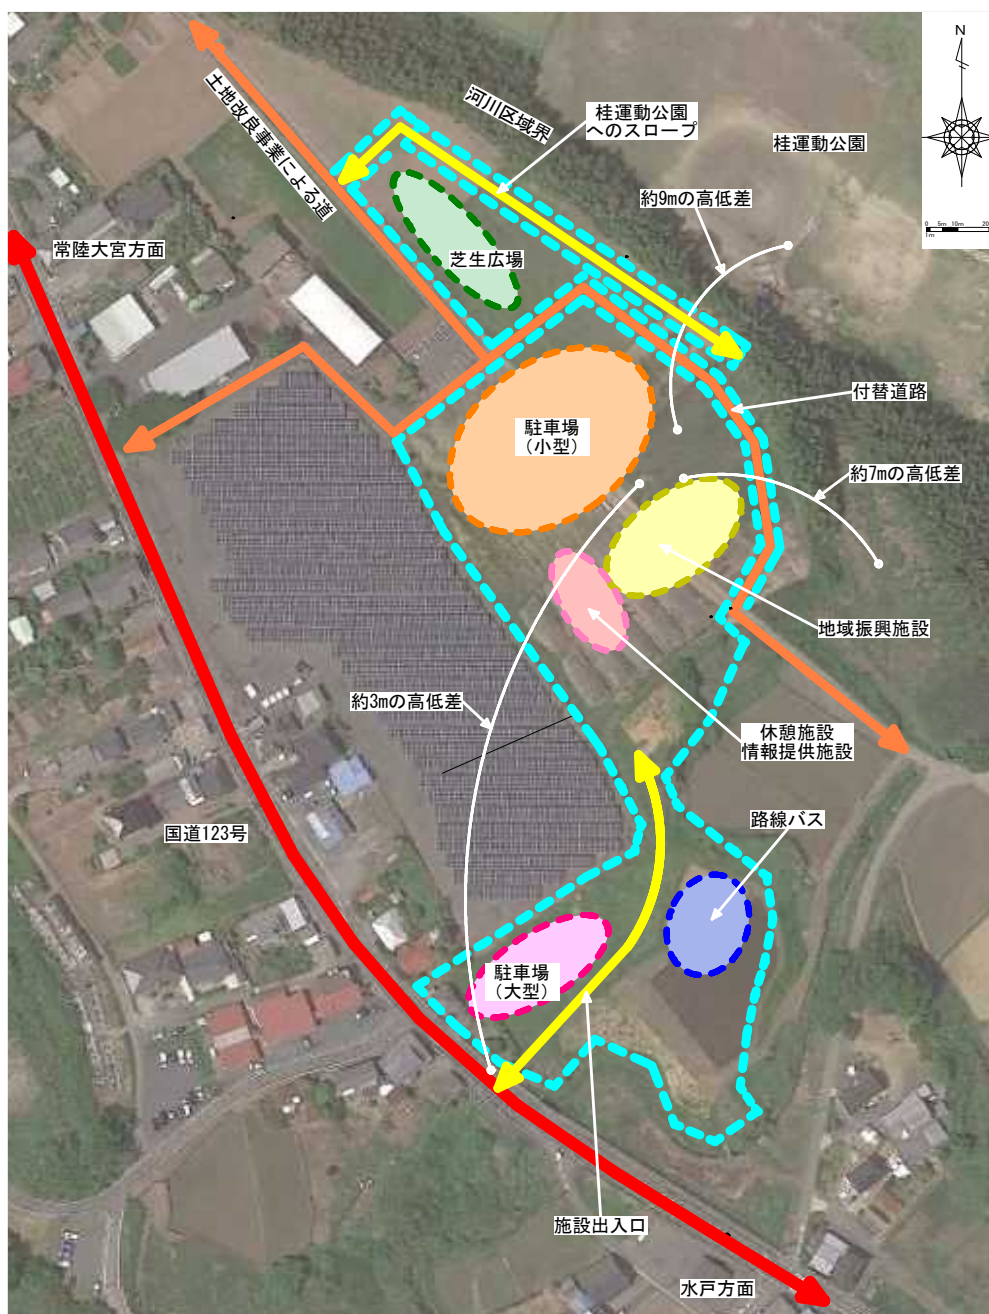 N
0 5m 10m 20
1m
土地改良事業による道
河川区域界
桂運動公園
へのスロープ
桂運動公園
約9mの高低差
常陸大宮方面
芝生広場
付替道路
駐車場
（小型）
約7mの高低差
地域振興施設
約3mの高低差
休憩施設
情報提供施設
国道123号
路線バス
駐車場
（大型）
施設出入口
水戸方面